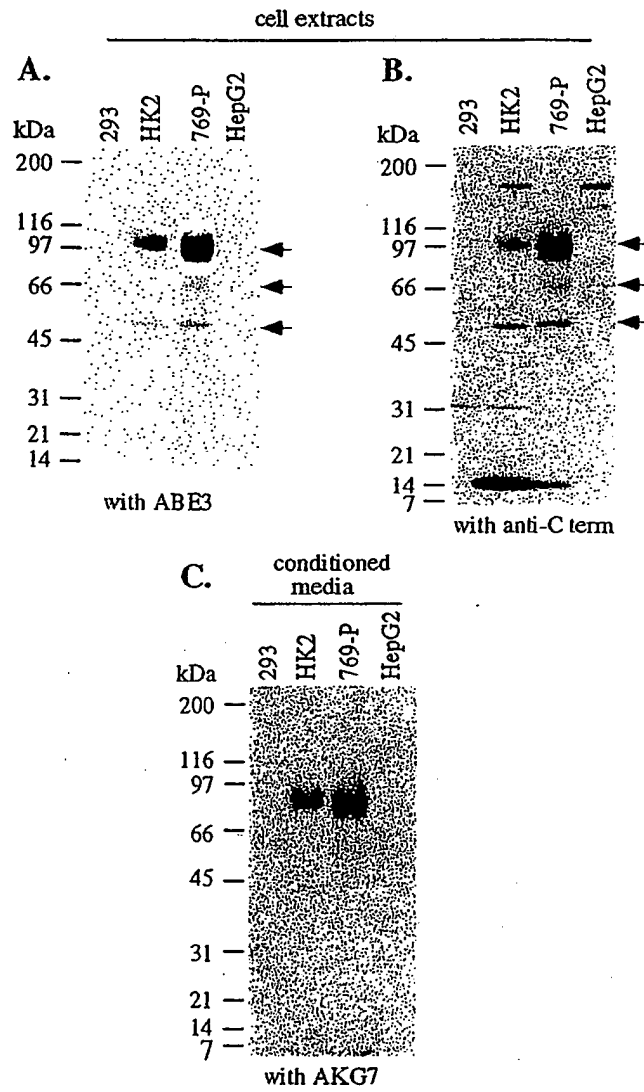 cell extracts
A.
kDa
293
HK2
769-P
HepG2
200
116
97
66
45
31
21
14
with ABE3
B.
kDa
293
HK2
769-P
HepG2
200
116
97
66
45
31
21
14
7
with anti-C term
C.
conditioned
media
kDa
293
HK2
769-P
HepG2
200
116
97
66
45
31
21
14
7
with AKG7